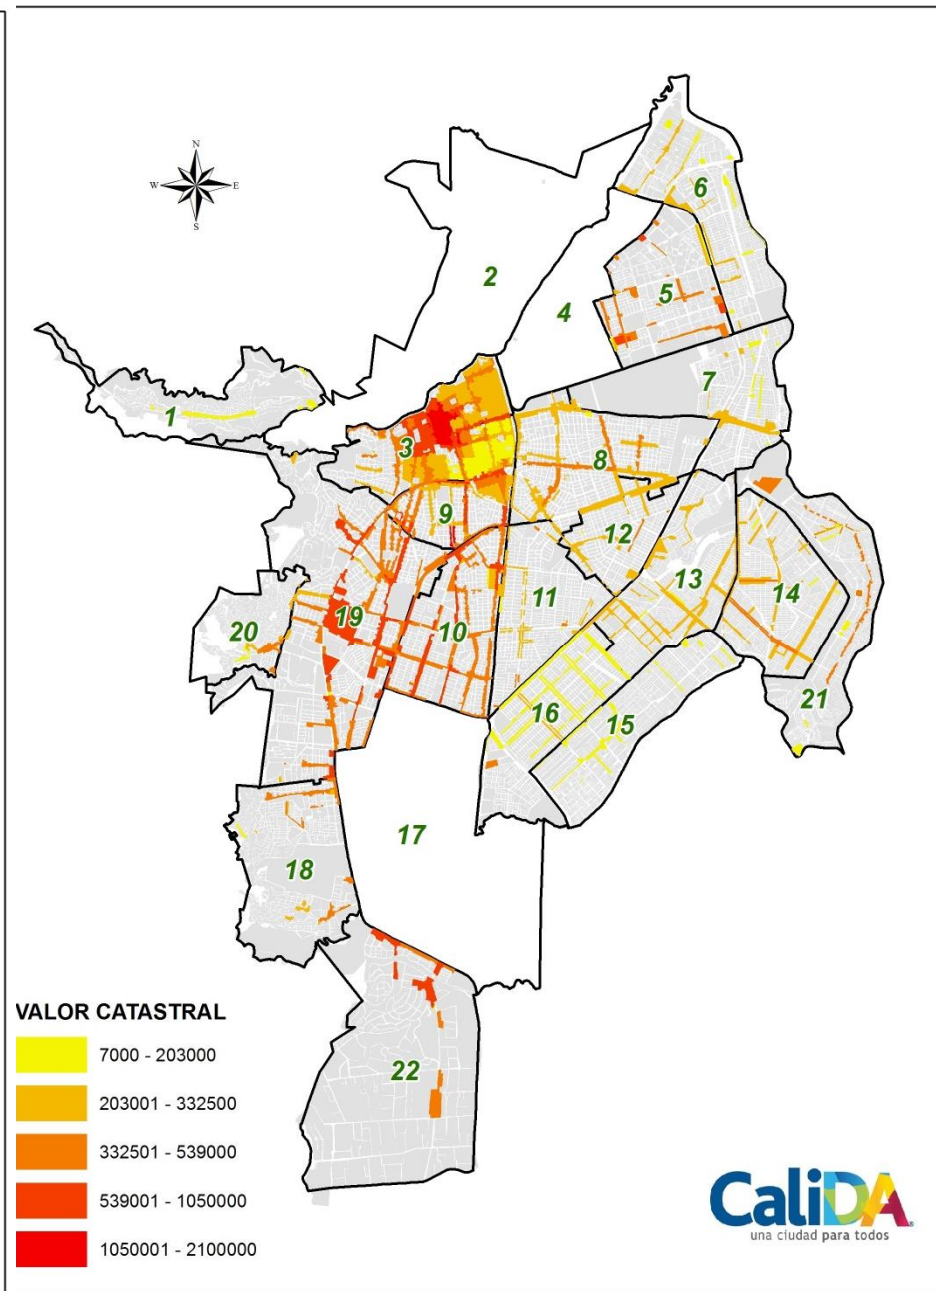 N
W E
S
6
2
5
4
7
1
3
8
9
12
13
11
14
20
19
10
21
16
15
17
18
22
VALOR CATASTRAL
7000 - 203000
203001 - 332500
332501 - 539000
539001 - 1050000
1050001 - 2100000
CaliDA
una ciudad para todos